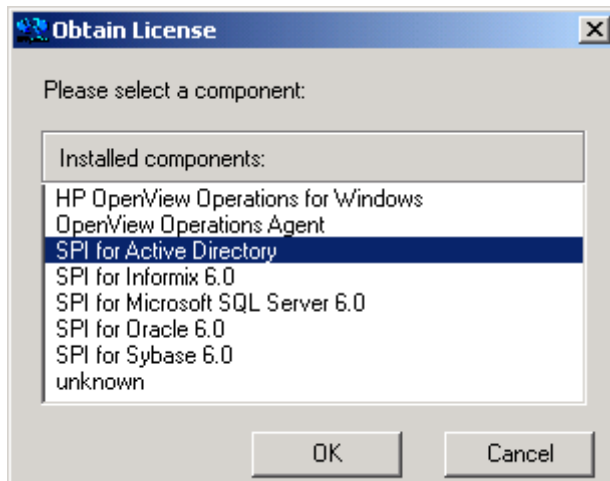 Obtain License
Please select a component:
Installed components:
HP OpenView Operations for Windows
OpenView Operations Agent
SPI for Active Directory
SPI for Informix 6.0
SPI for Microsoft SQL Server 6.0
SPI for Oracle 6.0
SPI for Sybase 6.0
unknown
OK Cancel